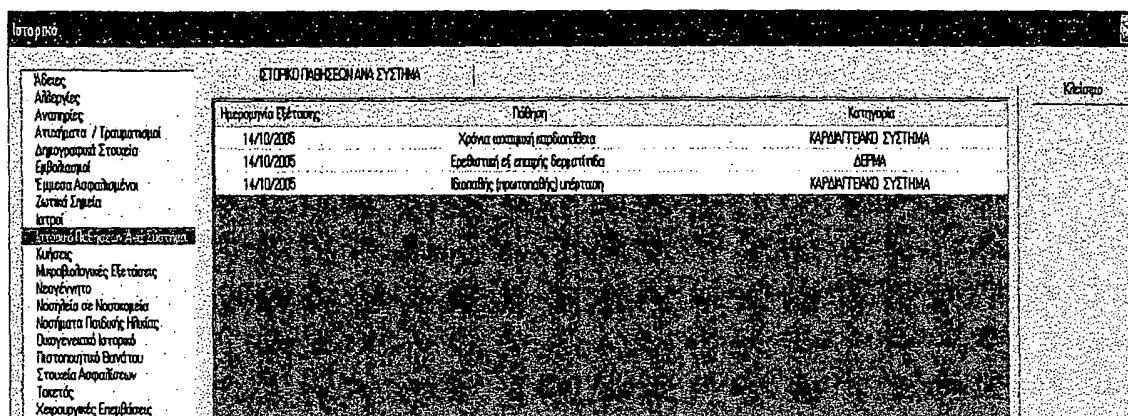 Ιστορικό
Άδειες
Αλλεργίες
Αναπηρίες
Ατυχήματα / Τραυματισμοί
Δημογραφικά Στοιχεία
Εμβολιασμοί
Έμμεσα Ασφαλισμένοι
Ζωτικά Σημεία
Ιατροί
Ιστορικό Παθήσεων Ανά Σύστημα
Κυήσεις
Μικροβιολογικές Εξετάσεις
Νεογέννητο
Νοσηλεία σε Νοσοκομεία
Νοσήματα Παιδικής Ηλικίας
Οικογενειακό Ιστορικό
Πιστοποιητικό Θανάτου
Στοιχεία Ασφαλίσεων
Τοκετός
Χειρουργικές Επεμβάσεις
ΙΣΤΟΡΙΚΟ ΠΑΘΗΣΕΩΝ ΑΝΑ ΣΥΣΤΗΜΑ
Ημερομηνία Εξέτασης Πάθηση Κατηγορία
14/10/2005 Χρόνια ισχαιμική καρδιοπάθεια ΚΑΡΔΙΑΓΓΕΙΑΚΟ ΣΥΣΤΗΜΑ
14/10/2005 Ερεθιστική εξ επαφής δερματίτιδα ΔΕΡΜΑ
14/10/2005 Ιδιοπαθής (πρωτοπαθής) υπέρταση ΚΑΡΔΙΑΓΓΕΙΑΚΟ ΣΥΣΤΗΜΑ
Κλείσιμο